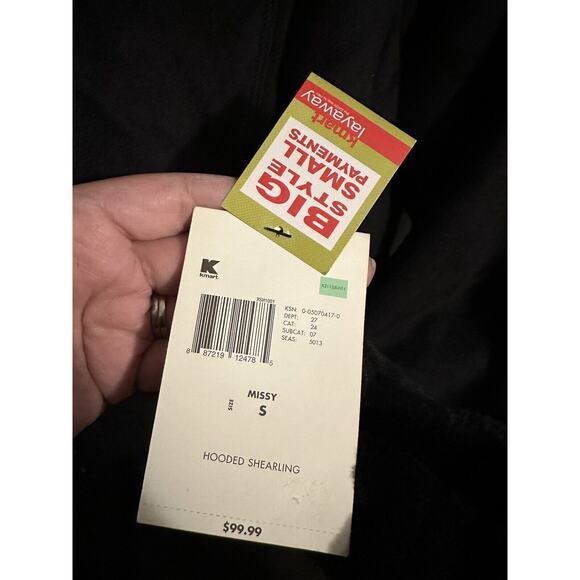 kmart
layaway
BIG
STYLE
SMALL
PAYMENTS
K
kmart.
KSH1001
8 87219 12478 5
KSN: 0-05070417-0
DEPT: 27
CAT: 24
SUBCAT: 07
SEAS: 5013
MISSY
SIZE S
HOODED SHEARLING
$99.99